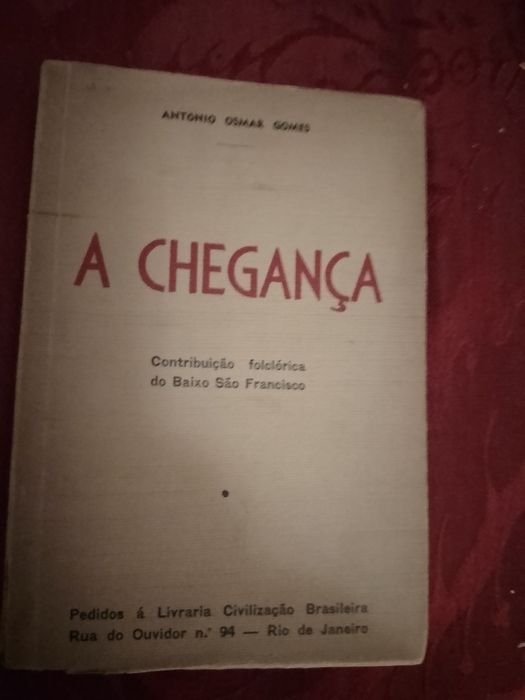 ANTONIO OSMAR GOMES
A CHEGANÇA
Contribuição folclórica
do Baixo São Francisco
Pedidos á Livraria Civilização Brasileira
Rua do Ouvidor n.º 94 — Rio de Janeiro